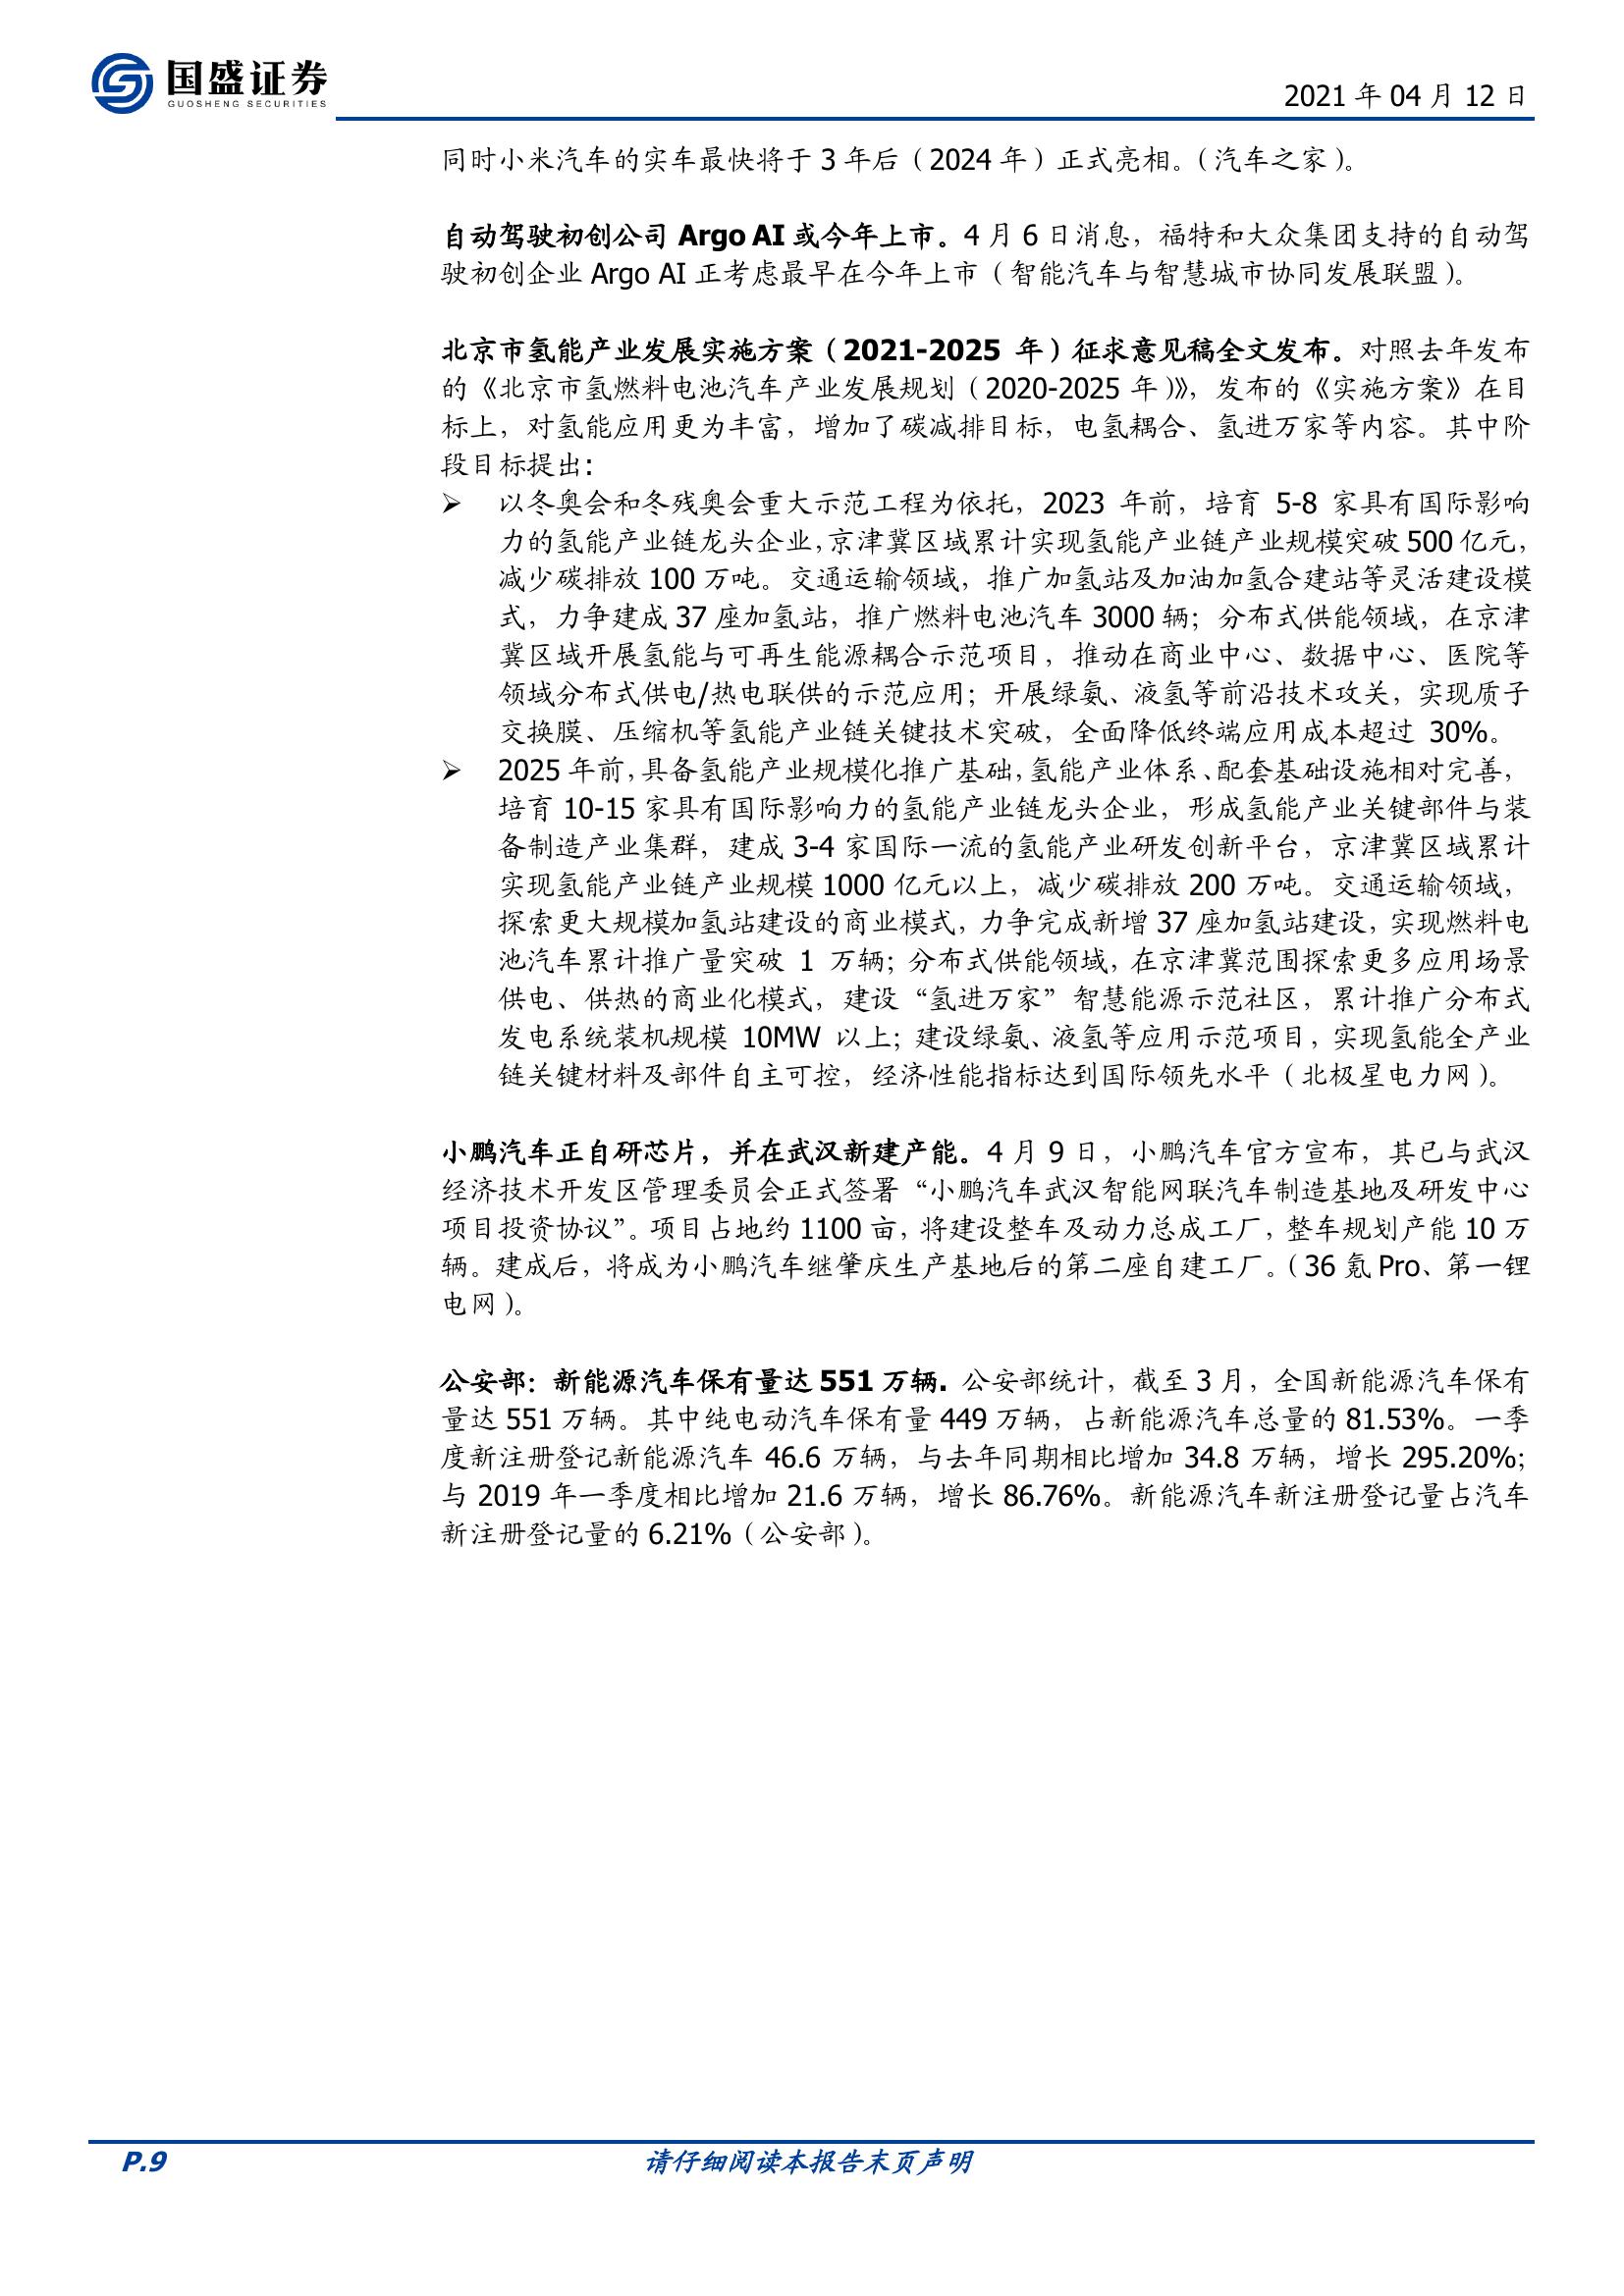 国盛证券
GUOSHENG SECURITIES
2021 年 04 月 12 日
同时小米汽车的实车最快将于 3 年后（2024 年）正式亮相。（汽车之家）。
自动驾驶初创公司 Argo AI 或今年上市。4 月 6 日消息，福特和大众集团支持的自动驾
驶初创企业 Argo AI 正考虑最早在今年上市（智能汽车与智慧城市协同发展联盟）。
北京市氢能产业发展实施方案（2021-2025 年）征求意见稿全文发布。对照去年发布
的《北京市氢燃料电池汽车产业发展规划（2020-2025 年）》，发布的《实施方案》在目
标上，对氢能应用更为丰富，增加了碳减排目标，电氢耦合、氢进万家等内容。其中阶
段目标提出：
➢ 以冬奥会和冬残奥会重大示范工程为依托，2023 年前，培育 5-8 家具有国际影响
力的氢能产业链龙头企业，京津冀区域累计实现氢能产业链产业规模突破 500 亿元，
减少碳排放 100 万吨。交通运输领域，推广加氢站及加油加氢合建站等灵活建设模
式，力争建成 37 座加氢站，推广燃料电池汽车 3000 辆；分布式供能领域，在京津
冀区域开展氢能与可再生能源耦合示范项目，推动在商业中心、数据中心、医院等
领域分布式供电/热电联供的示范应用；开展绿氨、液氢等前沿技术攻关，实现质子
交换膜、压缩机等氢能产业链关键技术突破，全面降低终端应用成本超过 30%。
➢ 2025 年前，具备氢能产业规模化推广基础，氢能产业体系、配套基础设施相对完善，
培育 10-15 家具有国际影响力的氢能产业链龙头企业，形成氢能产业关键部件与装
备制造产业集群，建成 3-4 家国际一流的氢能产业研发创新平台，京津冀区域累计
实现氢能产业链产业规模 1000 亿元以上，减少碳排放 200 万吨。交通运输领域，
探索更大规模加氢站建设的商业模式，力争完成新增 37 座加氢站建设，实现燃料电
池汽车累计推广量突破 1 万辆；分布式供能领域，在京津冀范围探索更多应用场景
供电、供热的商业化模式，建设“氢进万家”智慧能源示范社区，累计推广分布式
发电系统装机规模 10MW 以上；建设绿氨、液氢等应用示范项目，实现氢能全产业
链关键材料及部件自主可控，经济性能指标达到国际领先水平（北极星电力网）。
小鹏汽车正自研芯片，并在武汉新建产能。4 月 9 日，小鹏汽车官方宣布，其已与武汉
经济技术开发区管理委员会正式签署“小鹏汽车武汉智能网联汽车制造基地及研发中心
项目投资协议”。项目占地约 1100 亩，将建设整车及动力总成工厂，整车规划产能 10 万
辆。建成后，将成为小鹏汽车继肇庆生产基地后的第二座自建工厂。（36 氪 Pro、第一锂
电网）。
公安部：新能源汽车保有量达 551 万辆. 公安部统计，截至 3 月，全国新能源汽车保有
量达 551 万辆。其中纯电动汽车保有量 449 万辆，占新能源汽车总量的 81.53%。一季
度新注册登记新能源汽车 46.6 万辆，与去年同期相比增加 34.8 万辆，增长 295.20%；
与 2019 年一季度相比增加 21.6 万辆，增长 86.76%。新能源汽车新注册登记量占汽车
新注册登记量的 6.21%（公安部）。
P.9
请仔细阅读本报告末页声明